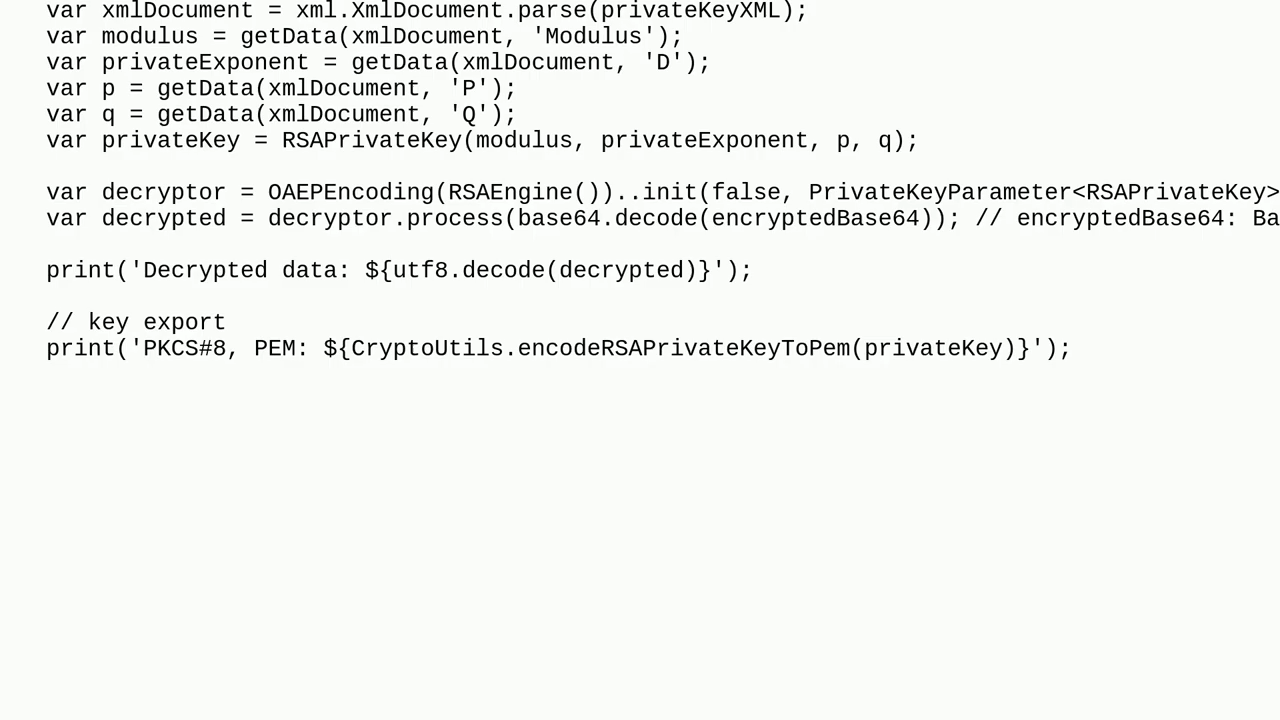 var xmlDocument = xml.XmlDocument.parse(privateKeyXML);
var modulus = getData(xmlDocument, 'Modulus');
var privateExponent = getData(xmlDocument, 'D');
var p = getData(xmlDocument, 'P');
var q = getData(xmlDocument, 'Q');
var privateKey = RSAPrivateKey(modulus, privateExponent, p, q);
var decryptor = OAEPEncoding(RSAEngine())..init(false, PrivateKeyParameter<RSAPrivateKey>
var decrypted = decryptor.process(base64.decode(encryptedBase64)); // encryptedBase64: Ba
print('Decrypted data: ${utf8.decode(decrypted)}');
// key export
print('PKCS#8, PEM: ${CryptoUtils.encodeRSAPrivateKeyToPem(privateKey)}');